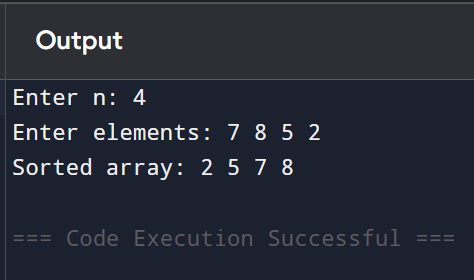 Output
Enter n: 4
Enter elements: 7 8 5 2
Sorted array: 2 5 7 8
=== Code Execution Successful ===